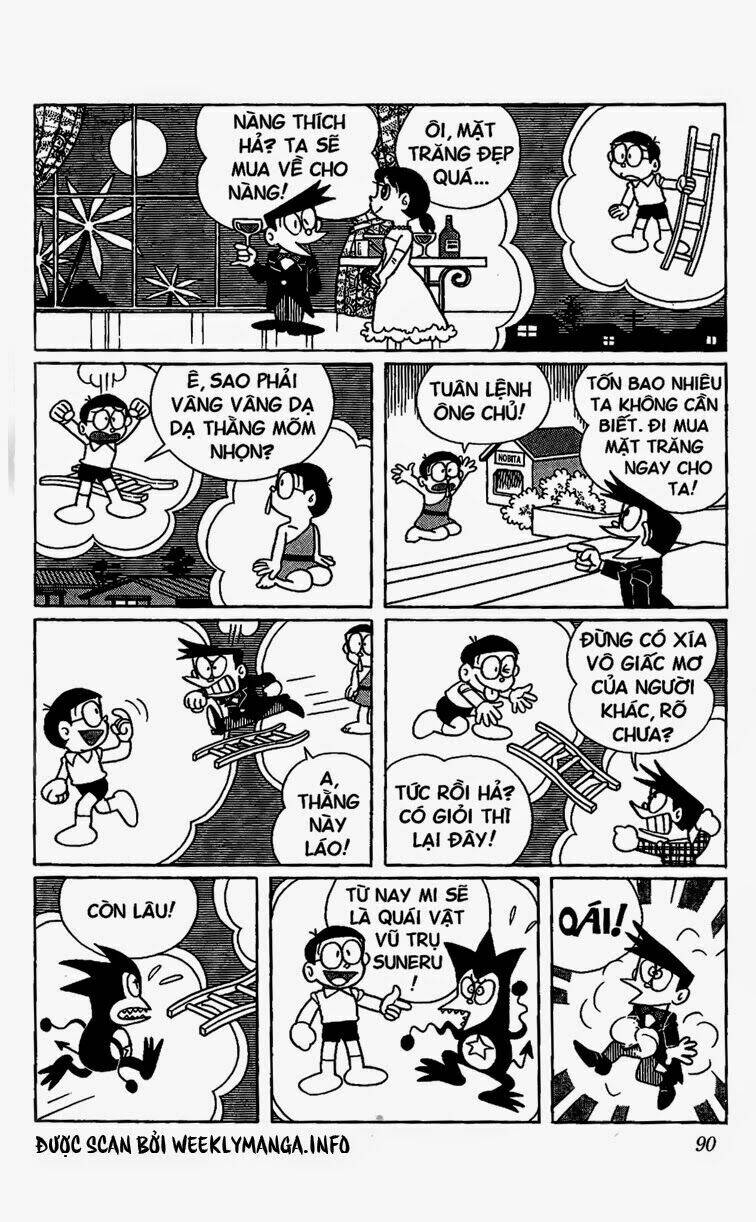 ÔI, MẶT
TRĂNG ĐẸP
QUÁ...
NÀNG THÍCH
HẢ? TA SẼ
MUA VỀ CHO
NÀNG!
TỐN BAO NHIÊU
TA KHÔNG CẦN
BIẾT. ĐI MUA
MẶT TRĂNG
NGAY CHO
TA!
NOBITA
TUÂN LỆNH
ÔNG CHỦ!
Ê, SAO PHẢI
VÂNG VÂNG DẠ
DẠ THẰNG MÕM
NHỌN?
ĐỪNG CÓ XÍA
VÔ GIẤC MƠ
CỦA NGƯỜI
KHÁC, RÕ
CHƯA?
TỨC RỒI HẢ?
CÓ GIỎI THÌ
LẠI ĐÂY!
A,
THẰNG
NÀY
LÁO!
OÁI!
TỪ NAY MI SẼ
LÀ QUÁI VẬT
VŨ TRỤ
SUNERU
!
CÒN LÂU!
ĐƯỢC SCAN BỞI WEEKLYMANGA.INFO
90